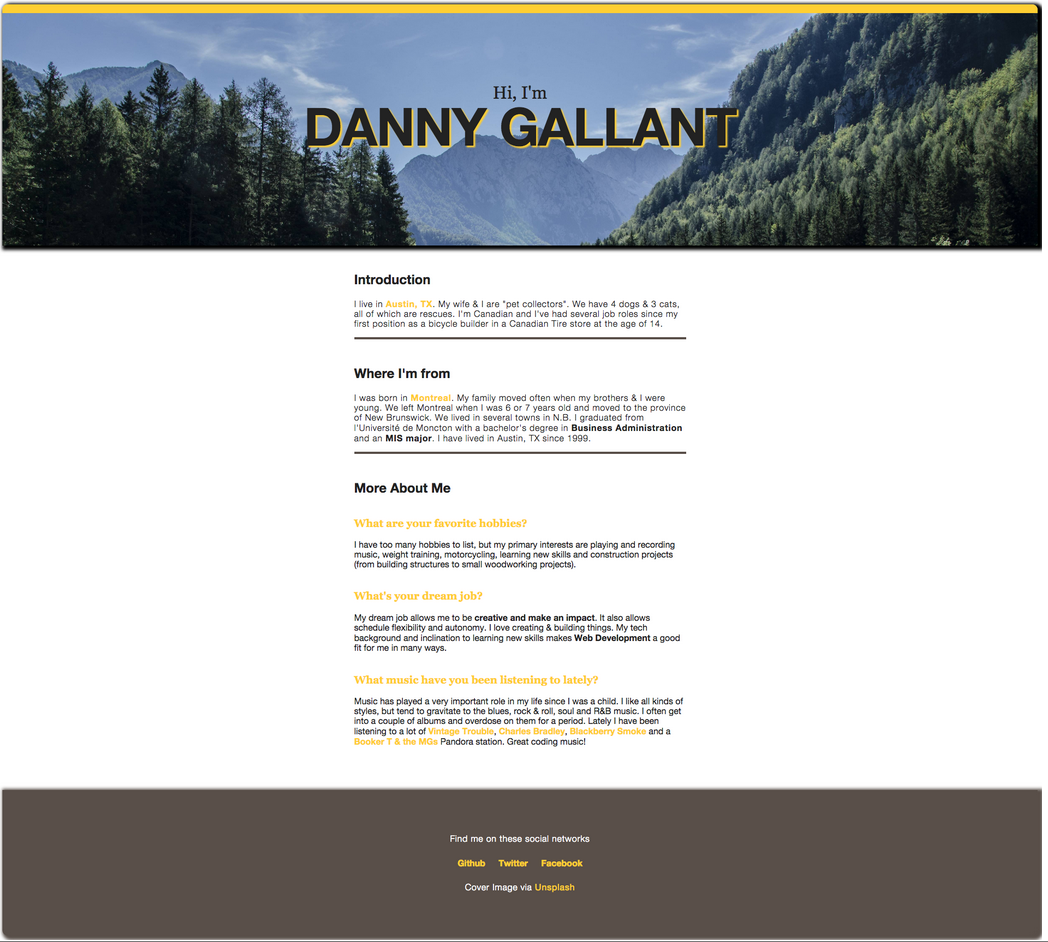 Hi, I'm
DANNY GALLANT
Introduction
I live in Austin, TX. My wife & I are "pet collectors". We have 4 dogs & 3 cats,
all of which are rescues. I'm Canadian and I've had several job roles since my
first position as a bicycle builder in a Canadian Tire store at the age of 14.
Where I'm from
I was born in Montreal. My family moved often when my brothers & I were
young. We left Montreal when I was 6 or 7 years old and moved to the province
of New Brunswick. We lived in several towns in N.B. I graduated from
l'Université de Moncton with a bachelor's degree in Business Administration
and an MIS major. I have lived in Austin, TX since 1999.
More About Me
What are your favorite hobbies?
I have too many hobbies to list, but my primary interests are playing and recording
music, weight training, motorcycling, learning new skills and construction projects
(from building structures to small woodworking projects).
What's your dream job?
My dream job allows me to be creative and make an impact. It also allows
schedule flexibility and autonomy. I love creating & building things. My tech
background and inclination to learning new skills makes Web Development a good
fit for me in many ways.
What music have you been listening to lately?
Music has played a very important role in my life since I was a child. I like all kinds of
styles, but tend to gravitate to the blues, rock & roll, soul and R&B music. I often get
into a couple of albums and overdose on them for a period. Lately I have been
listening to a lot of Vintage Trouble, Charles Bradley, Blackberry Smoke and a
Booker T & the MGs Pandora station. Great coding music!
Find me on these social networks
Github Twitter Facebook
Cover Image via Unsplash